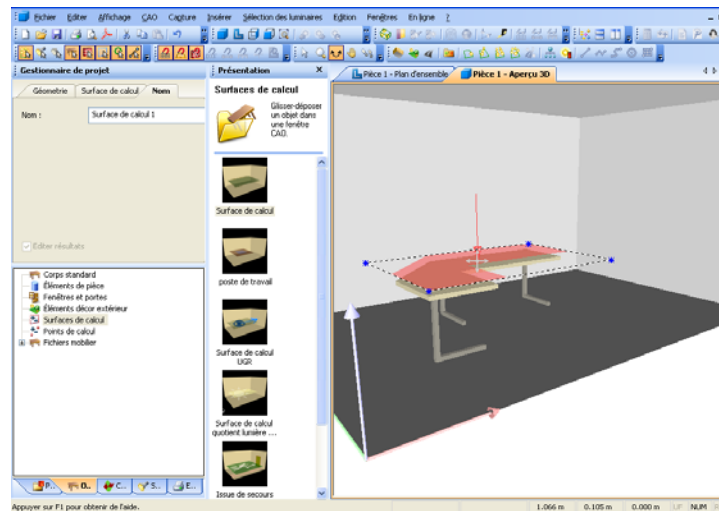 Fichier Editer Affichage CAO Capture Insérer Sélection des luminaires Edition Fenêtres En ligne ?
Gestionnaire de projet
Géometrie Surface de calcul Nom
Nom :
Surface de calcul 1
Editer résultats
Corps standard
Éléments de pièce
Fenêtres et portes
Éléments décor extérieur
Surfaces de calcul
Points de calcul
Fichiers mobilier
P... O... C... S... E...
Présentation X
Surfaces de calcul
Glisser-déposer
un objet dans
une fenêtre
CAO.
Surface de calcul
poste de travail
Surface de calcul
UGR
Surface de calcul
quotient lumière ...
Issue de secours
Pièce 1 - Plan d'ensemble Pièce 1 - Aperçu 3D
Appuyer sur F1 pour obtenir de l'aide.
1.066 m 0.105 m 0.000 m UF NUM